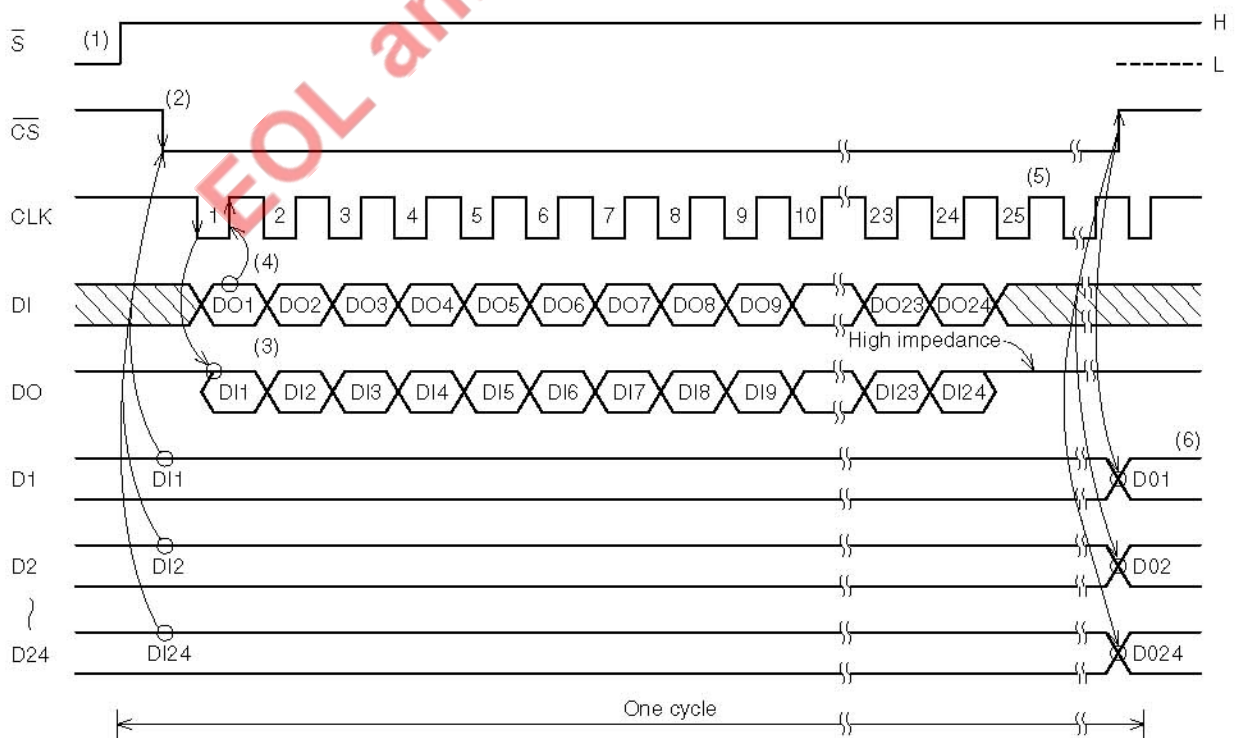 EOL an
S (1) H
L
CS (2)
CLK 1 2 3 4 5 6 7 8 9 10 23 24 (5) 25
(4)
DI DO1 DO2 DO3 DO4 DO5 DO6 DO7 DO8 DO9 DO23 DO24
(3) High impedance
DO DI1 DI2 DI3 DI4 DI5 DI6 DI7 DI8 DI9 DI23 DI24
D1 DI1 (6) D01
D2 DI2 D02
D24 DI24 D024
One cycle